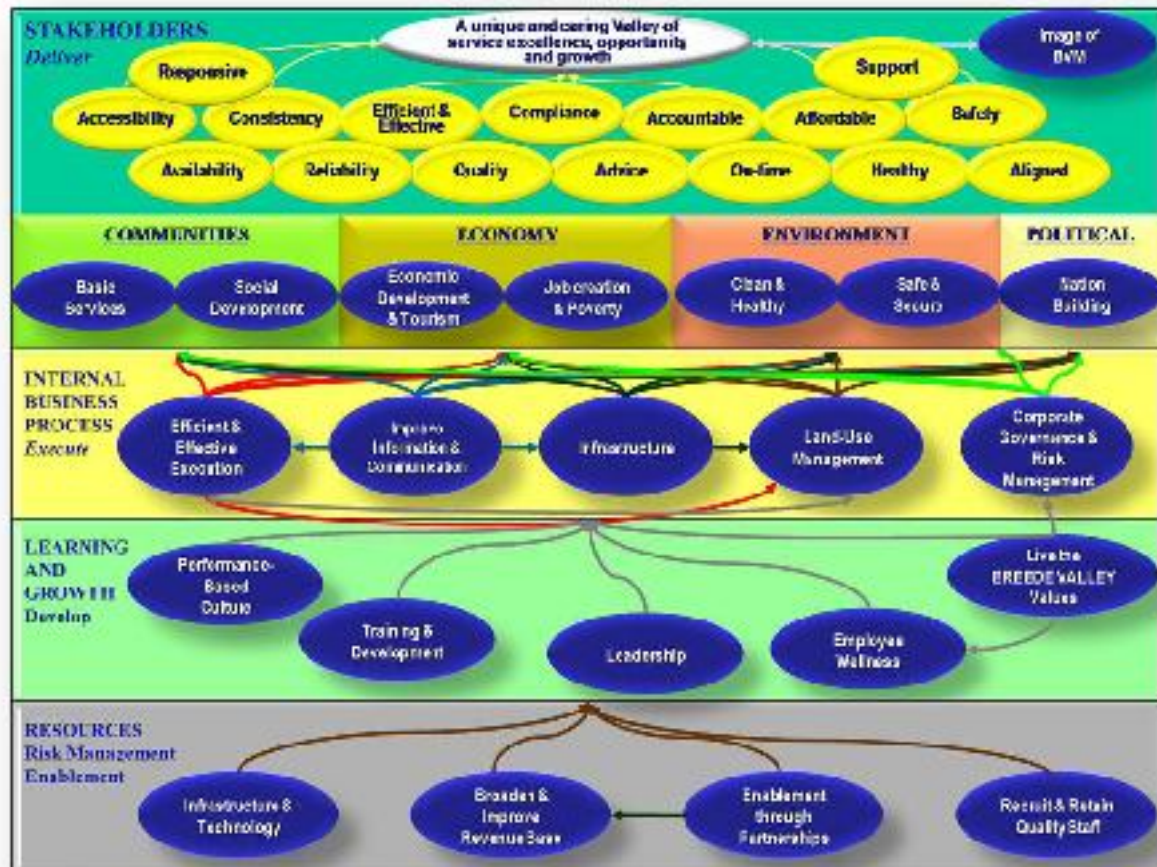 STAKEHOLDERS
Deliver
A unique and caring Valley of
service excellence, opportunity
and growth
Image of
BVM
Responsive
Support
Accessibility
Consistency
Efficient &
Effective
Compliance
Accountable
Affordable
Safety
Availability
Reliability
Quality
Advice
On-time
Healthy
Aligned
COMMUNITIES
ECONOMY
ENVIRONMENT
POLITICAL
Basic
Services
Social
Development
Economic
Development
& Tourism
Job creation
& Poverty
Clean &
Healthy
Safe &
Secure
Nation
Building
INTERNAL
BUSINESS
PROCESS
Execute
Efficient &
Effective
Execution
Improve
Information &
Communication
Infrastructure
Land-Use
Management
Corporate
Governance &
Risk
Management
LEARNING
AND
GROWTH
Develop
Performance-
Based
Culture
Training &
Development
Leadership
Employee
Wellness
Live the
BREEDE VALLEY
Values
RESOURCES
Risk Management
Enablement
Infrastructure &
Technology
Broaden &
Improve
Revenue Base
Enablement
through
Partnerships
Recruit & Retain
Quality Staff